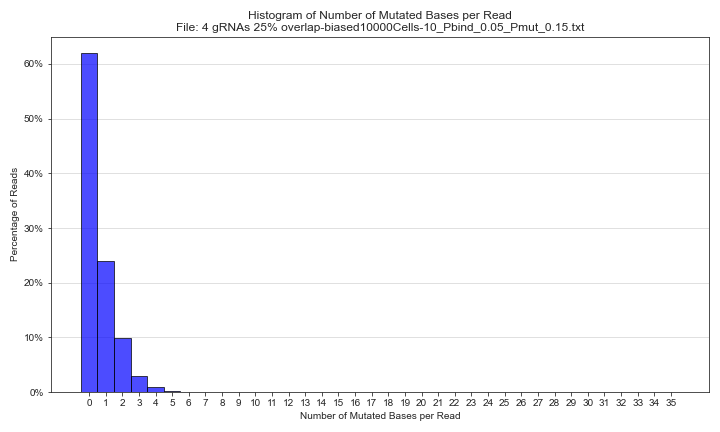 Histogram of Number of Mutated Bases per Read
File: 4 gRNAs 25% overlap-biased10000Cells-10_Pbind_0.05_Pmut_0.15.txt
60%
50%
40%
30%
20%
10%
0%
Percentage of Reads
0 1 2 3 4 5 6 7 8 9 10 11 12 13 14 15 16 17 18 19 20 21 22 23 24 25 26 27 28 29 30 31 32 33 34 35
Number of Mutated Bases per Read